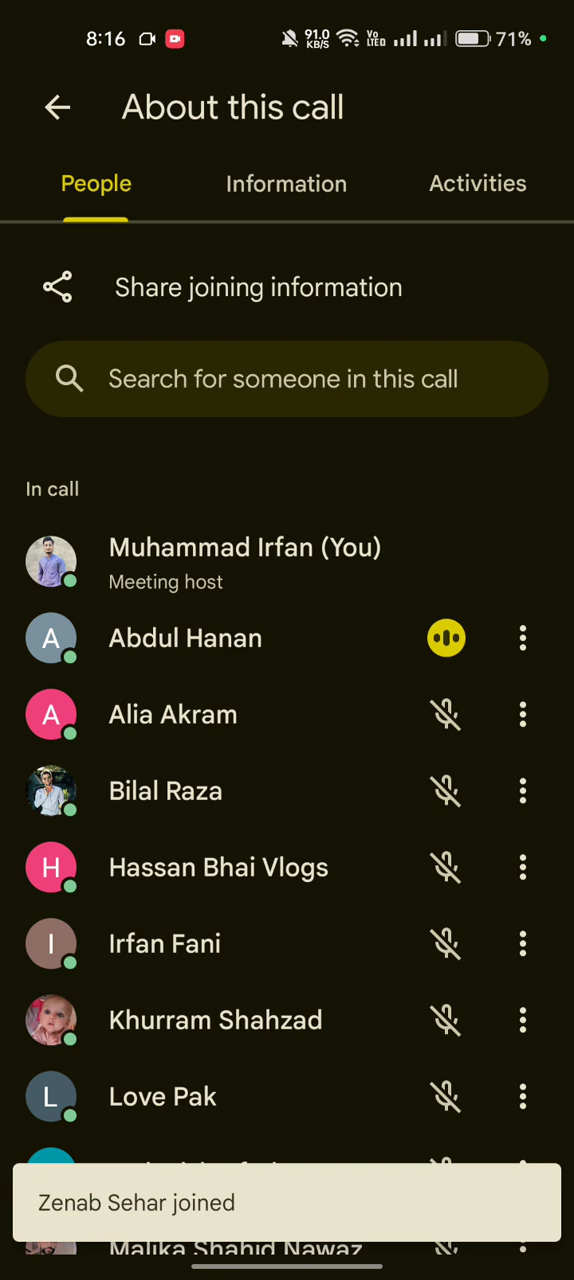 8:16 91.0 KB/S Vo LTED 71%
About this call
People Information Activities
Share joining information
Search for someone in this call
In call
Muhammad Irfan (You)
Meeting host
A Abdul Hanan
A Alia Akram
Bilal Raza
H Hassan Bhai Vlogs
I Irfan Fani
Khurram Shahzad
L Love Pak
Zenab Sehar joined
Malika Shahid Nawaz